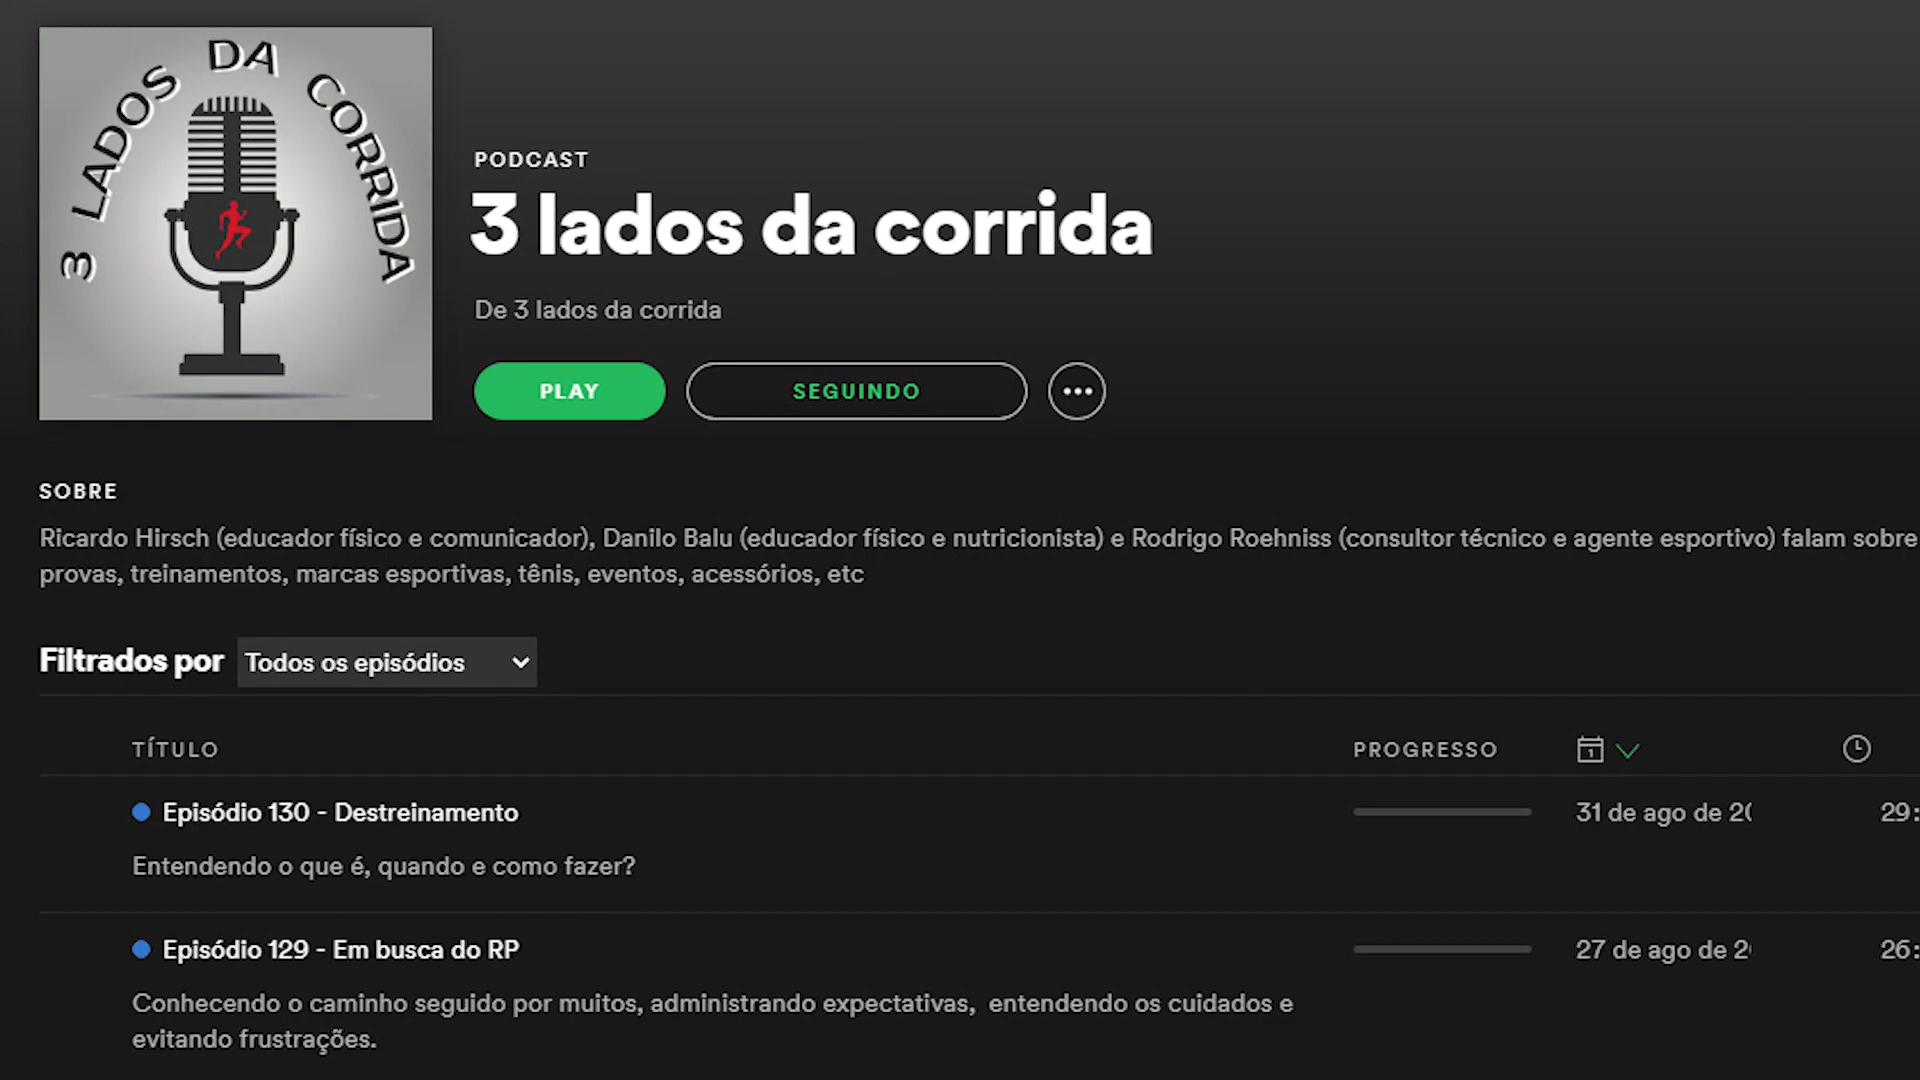 3 LADOS DA CORRIDA
PODCAST
3 lados da corrida
De 3 lados da corrida
PLAY
SEGUINDO
SOBRE
Ricardo Hirsch (educador físico e comunicador), Danilo Balu (educador físico e nutricionista) e Rodrigo Roehniss (consultor técnico e agente esportivo) falam sobre
provas, treinamentos, marcas esportivas, tênis, eventos, acessórios, etc
Filtrados por Todos os episódios
TÍTULO PROGRESSO 1
Episódio 130 - Destreinamento 31 de ago de 29:
Entendendo o que é, quando e como fazer?
Episódio 129 - Em busca do RP 27 de ago de 26:
Conhecendo o caminho seguido por muitos, administrando expectativas,  entendendo os cuidados e
evitando frustrações.